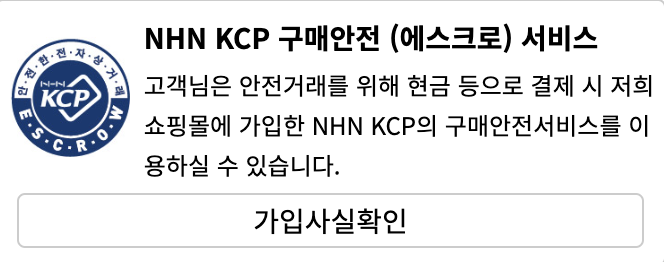 NHN KCP 구매안전 (에스크로) 서비스
안·전·한·전·자·상·거·래
NHN
KCP
E·S·C·R·O·W
고객님은 안전거래를 위해 현금 등으로 결제 시 저희
쇼핑몰에 가입한 NHN KCP의 구매안전서비스를 이
용하실 수 있습니다.
가입사실확인